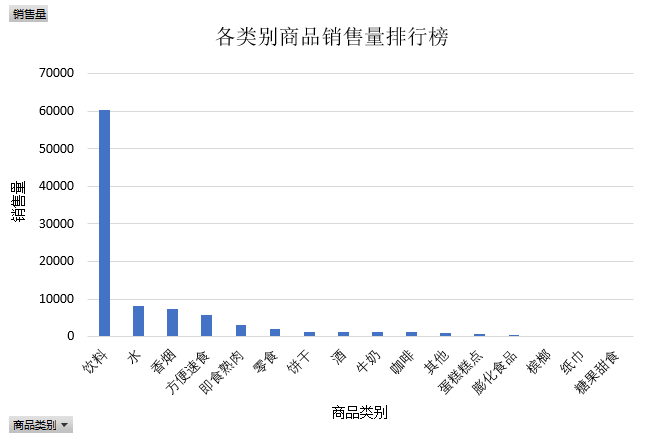 销售量
各类别商品销售量排行榜
70000
60000
50000
40000
30000
20000
10000
0
销售量
饮料
水
香烟
方便速食
即食熟肉
零食
饼干
酒
牛奶
咖啡
其他
蛋糕糕点
膨化食品
槟榔
纸巾
糖果甜食
商品类别
商品类别